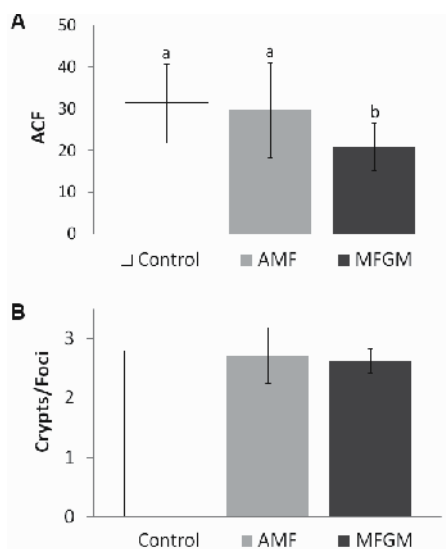 A
50
a
a
40
30
b
ACF
20
10
0
Control AMF MFGM
B
3
Crypts/Foci
2
1
0
Control AMF MFGM